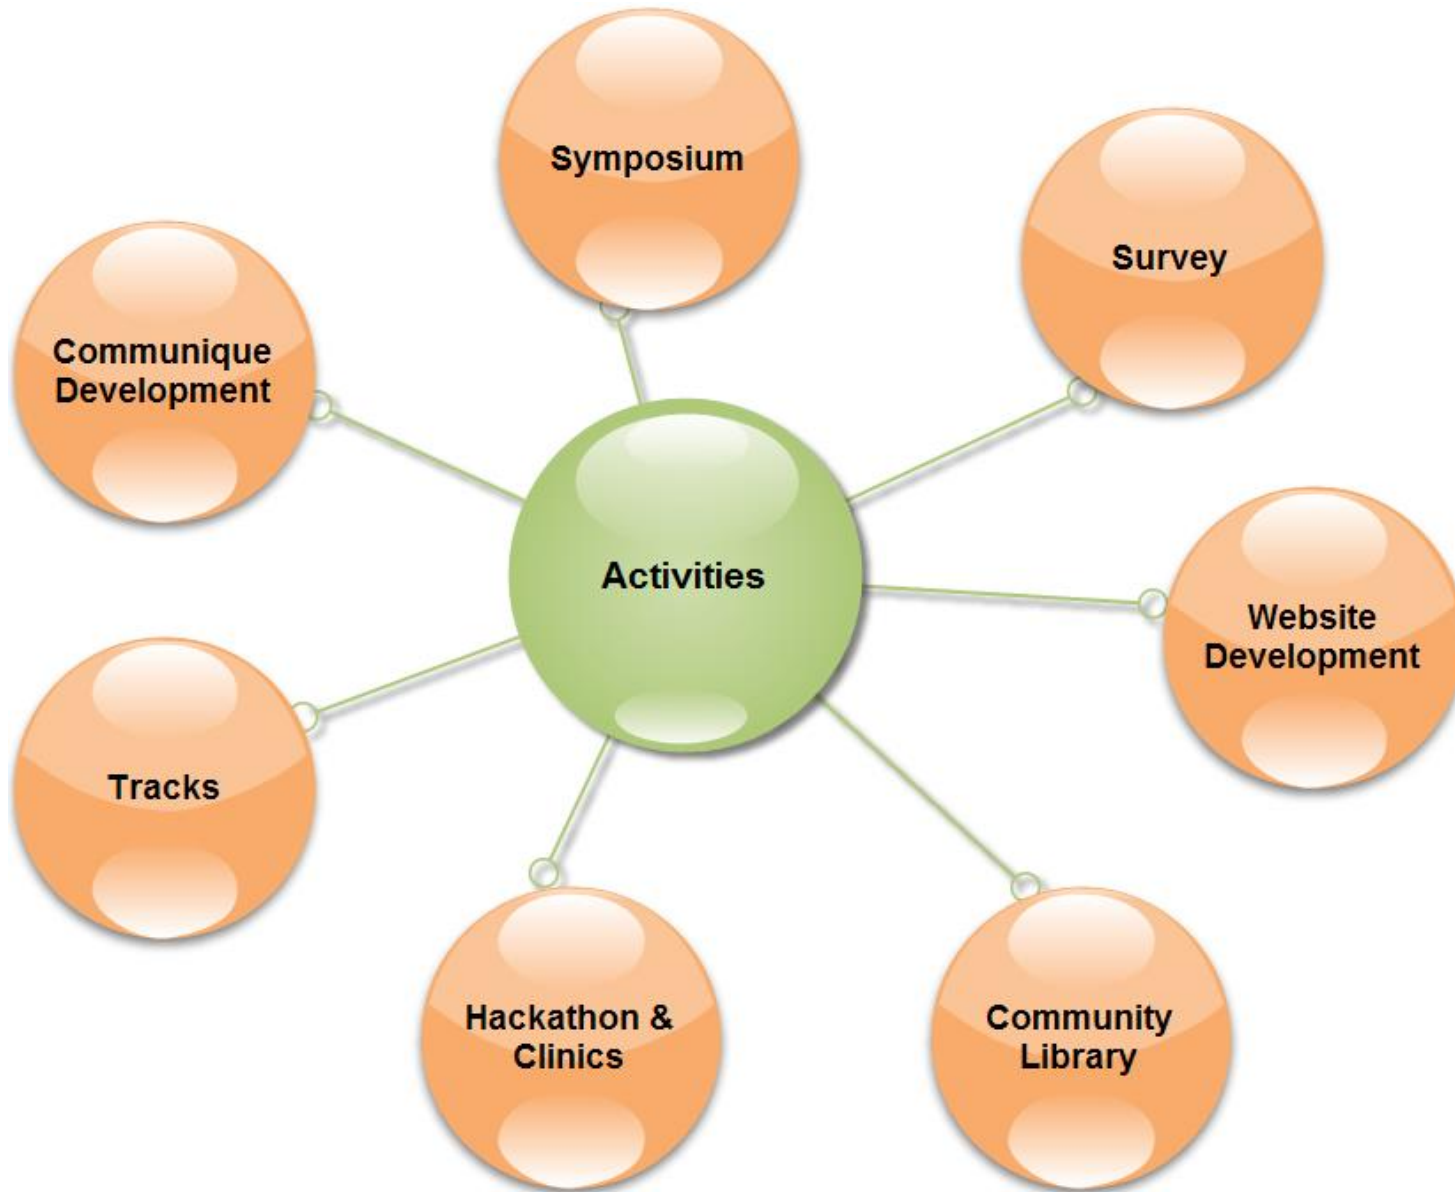 Symposium
Survey
Communique
Development
Activities
Website
Development
Tracks
Hackathon &
Clinics
Community
Library